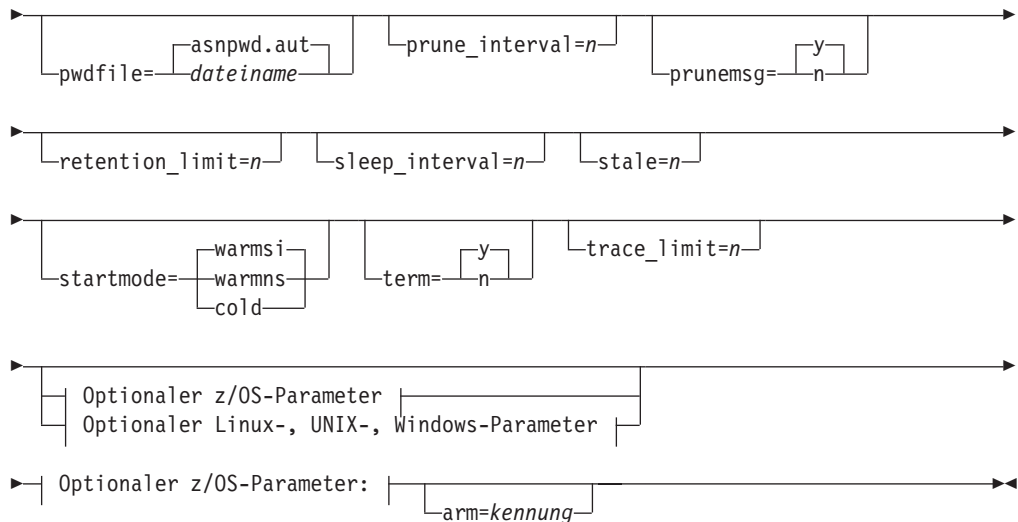 asnpwd.aut
pwdfile= dateiname
prune_interval=n
y
prunemsg= n
retention_limit=n
sleep_interval=n
stale=n
warmsi
startmode= warmns
cold
y
term= n
trace_limit=n
Optionaler z/OS-Parameter
Optionaler Linux-, UNIX-, Windows-Parameter
Optionaler z/OS-Parameter:
arm=kennung